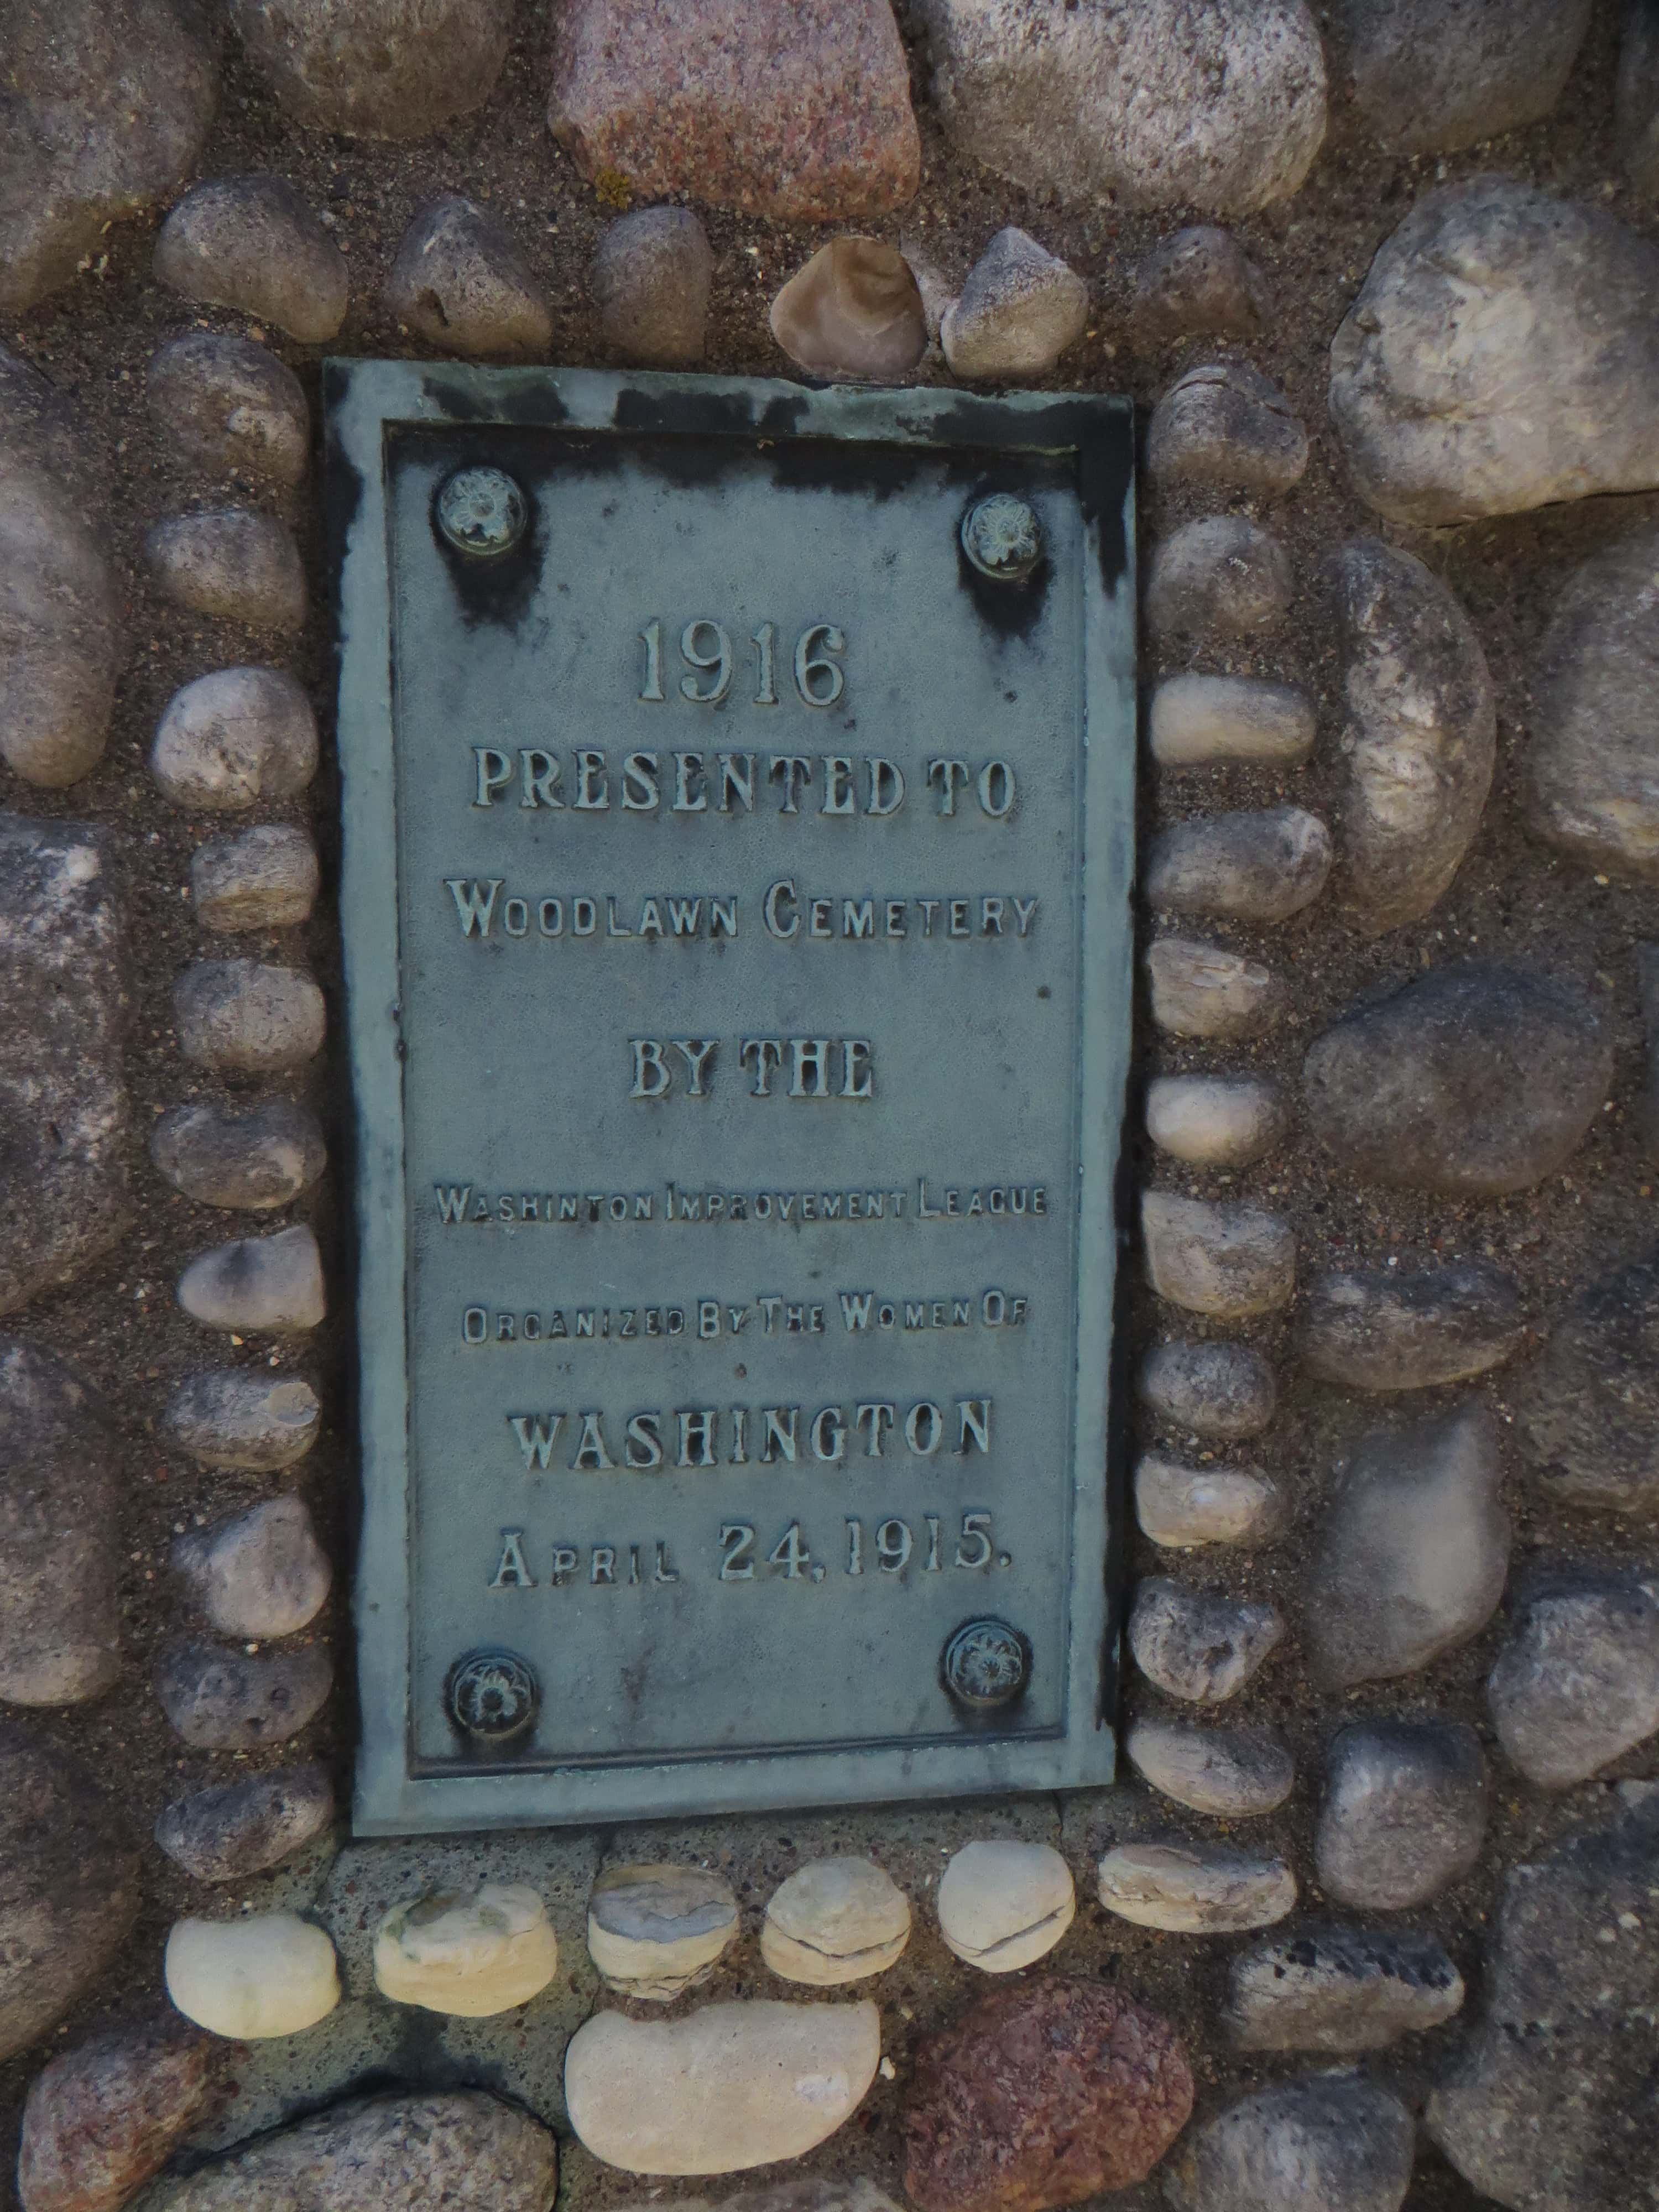 1916
PRESENTED TO
WOODLAWN CEMETERY
BY THE
WASHINTON IMPROVEMENT LEAGUE
ORGANIZED BY THE WOMEN OF
WASHINGTON
APRIL 24, 1915.